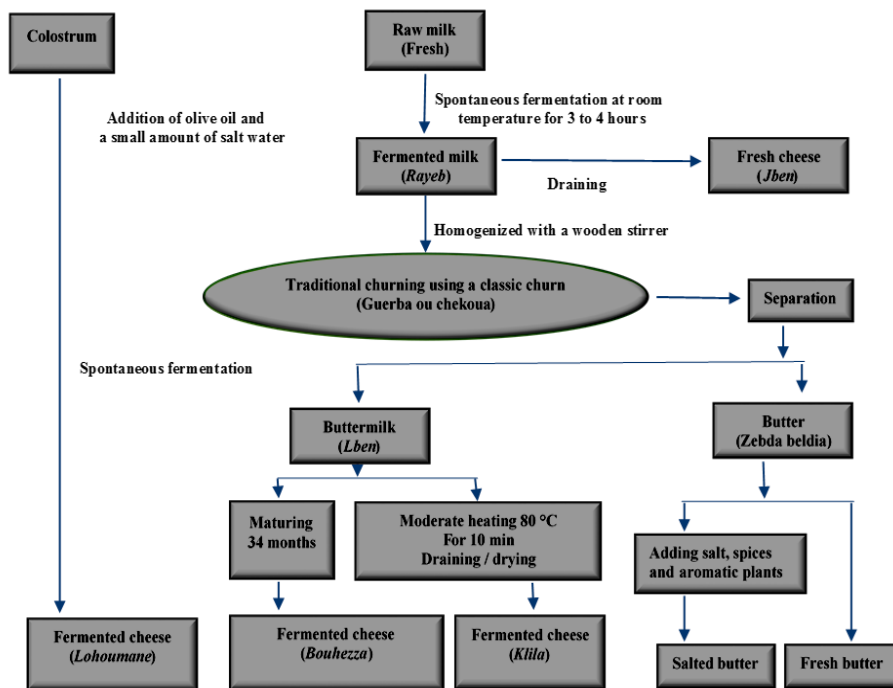 Colostrum
Raw milk
(Fresh)
Addition of olive oil and
a small amount of salt water
Spontaneous fermentation at room
temperature for 3 to 4 hours
Fermented milk
(Rayeb)
Draining
Fresh cheese
(Jben)
Homogenized with a wooden stirrer
Traditional churning using a classic churn
(Guerba ou chekoua)
Separation
Spontaneous fermentation
Buttermilk
(Lben)
Butter
(Zebda beldia)
Maturing
34 months
Moderate heating 80 °C
For 10 min
Draining / drying
Adding salt, spices
and aromatic plants
Fermented cheese
(Lohoumane)
Fermented cheese
(Bouhezza)
Fermented cheese
(Klila)
Salted butter
Fresh butter